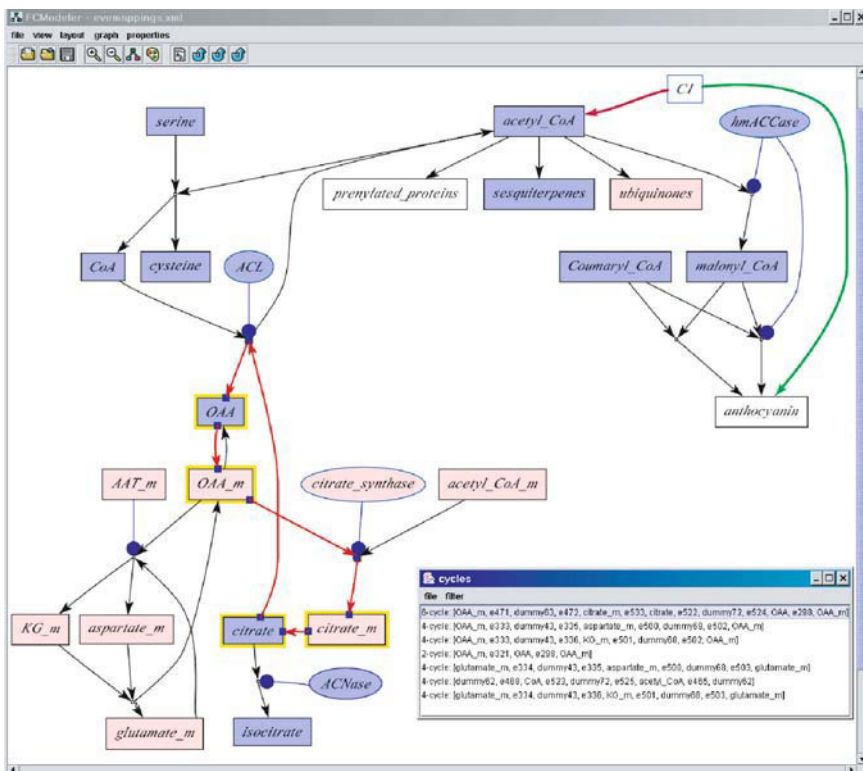 FCModeler - evemappings.xml
file view layout graph properties
CI
serine
acetyl_CoA
hmACCase
prenylated_proteins
sesquiterpenes
ubiquinones
CoA
cysteine
ACL
Coumaryl_CoA
malonyl_CoA
OAA
anthocyanin
AAT_m
OAA_m
citrate_synthase
acetyl_CoA_m
cycles
file filter
6-cycle: [OAA_m, e471, dummy63, e472, citrate_m, e533, citrate, e522, dummy72, e524, OAA, e298, OAA_m]
4-cycle: [OAA_m, e333, dummy43, e335, aspartate_m, e500, dummy68, e502, OAA_m]
4-cycle: [OAA_m, e333, dummy43, e336, KG_m, e501, dummy68, e502, OAA_m]
2-cycle: [OAA_m, e321, OAA, e298, OAA_m]
4-cycle: [glutamate_m, e334, dummy43, e335, aspartate_m, e500, dummy68, e503, glutamate_m]
4-cycle: [dummy62, e488, CoA, e523, dummy72, e525, acetyl_CoA, e465, dummy62]
4-cycle: [glutamate_m, e334, dummy43, e336, KG_m, e501, dummy68, e503, glutamate_m]
KG_m
aspartate_m
citrate
citrate_m
ACNase
glutamate_m
isocitrate